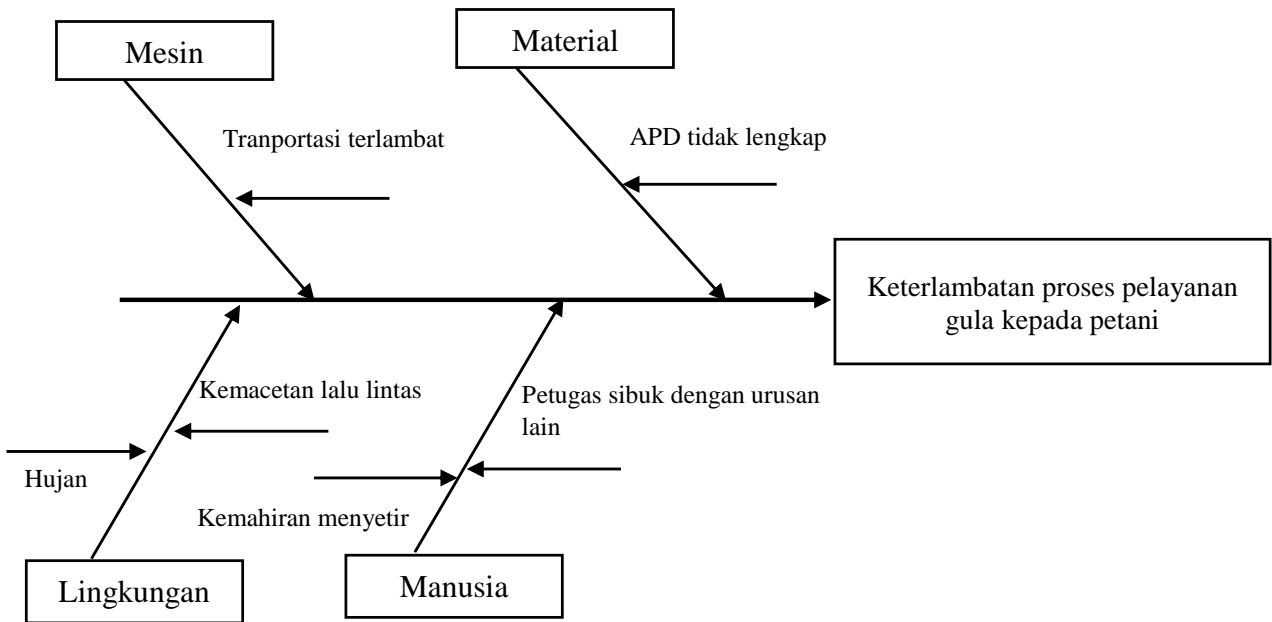 Mesin
Material
Tranportasi terlambat
APD tidak lengkap
Keterlambatan proses pelayanan
gula kepada petani
Kemacetan lalu lintas
Petugas sibuk dengan urusan
lain
Hujan
Kemahiran menyetir
Lingkungan
Manusia